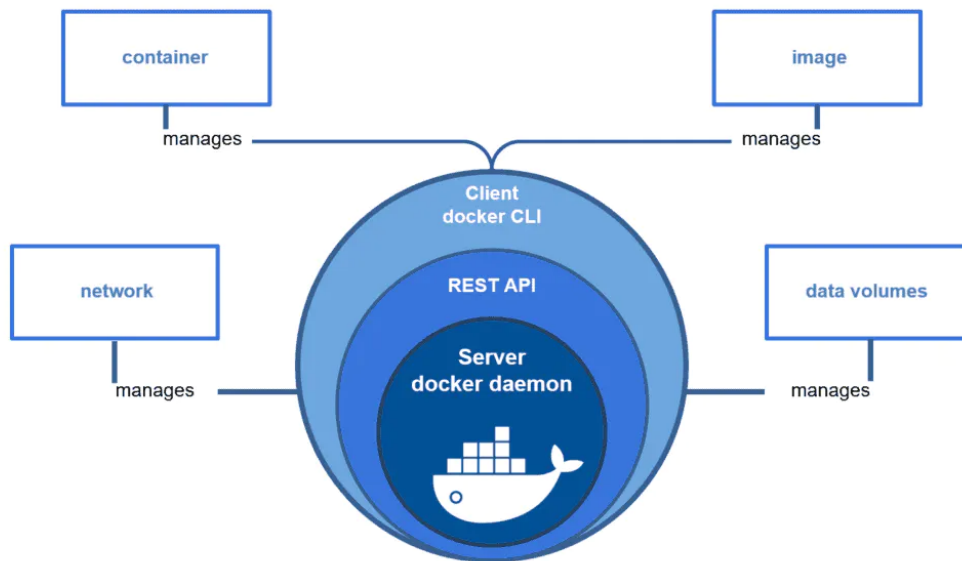 container
image
manages
manages
Client
docker CLI
network
REST API
data volumes
Server
docker daemon
manages
manages